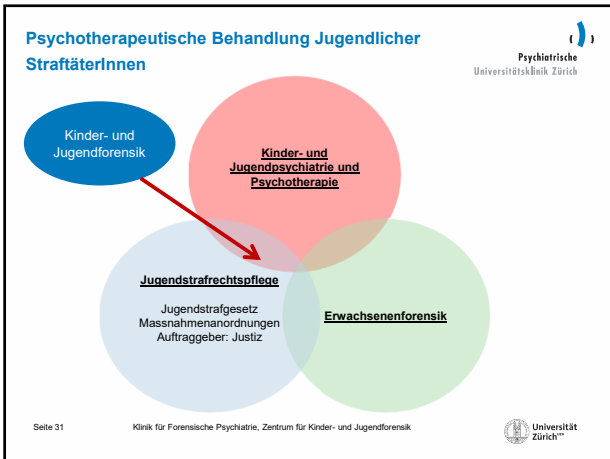 Psychotherapeutische Behandlung Jugendlicher
StraftäterInnen
Psychiatrische
Universitätsklinik Zürich
Kinder- und
Jugendforensik
Kinder- und
Jugendpsychiatrie und
Psychotherapie
Jugendstrafrechtspflege
Jugendstrafgesetz
Massnahmenanordnungen
Auftraggeber: Justiz
Erwachsenenforensik
Seite 31
Klinik für Forensische Psychiatrie, Zentrum für Kinder- und Jugendforensik
Universität
Zürich UZH